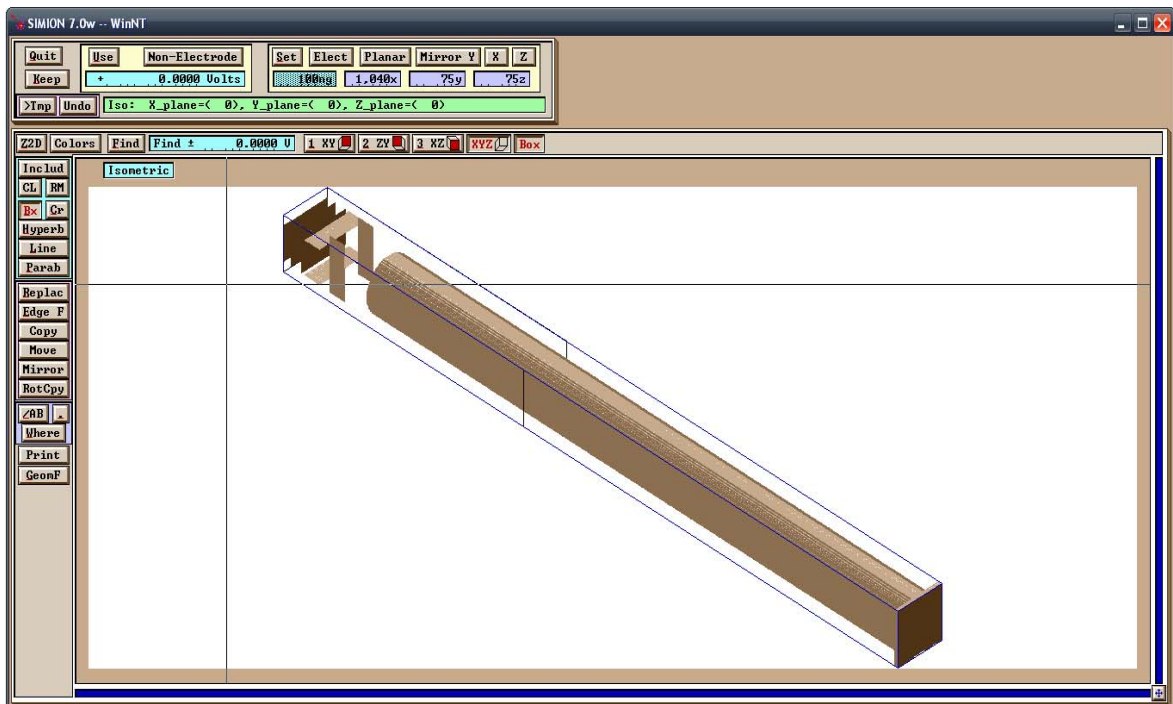 SIMION 7.0w -- WinNT
Quit Use Non-Electrode Set Elect Planar Mirror Y X Z
Keep + 0.0000 Volts 100ng 1,040x 75y 75z
>Tmp Undo Iso: X_plane=( 0), Y_plane=( 0), Z_plane=( 0)
Z2D Colors Find Find ± 0.0000 V 1 XY 2 ZY 3 XZ XYZ Box
Includ Isometric
CL RM
Bx Cr
Hyperb
Line
Parab
Replac
Edge F
Copy
Move
Mirror
RotCpy
∠AB .
Where
Print
GeomF